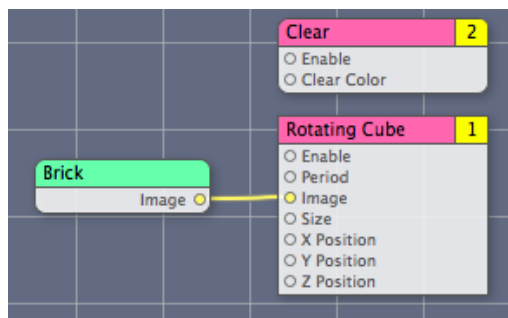 Clear 2
Enable
Clear Color
Rotating Cube 1
Enable
Period
Image
Size
X Position
Y Position
Z Position
Brick
Image